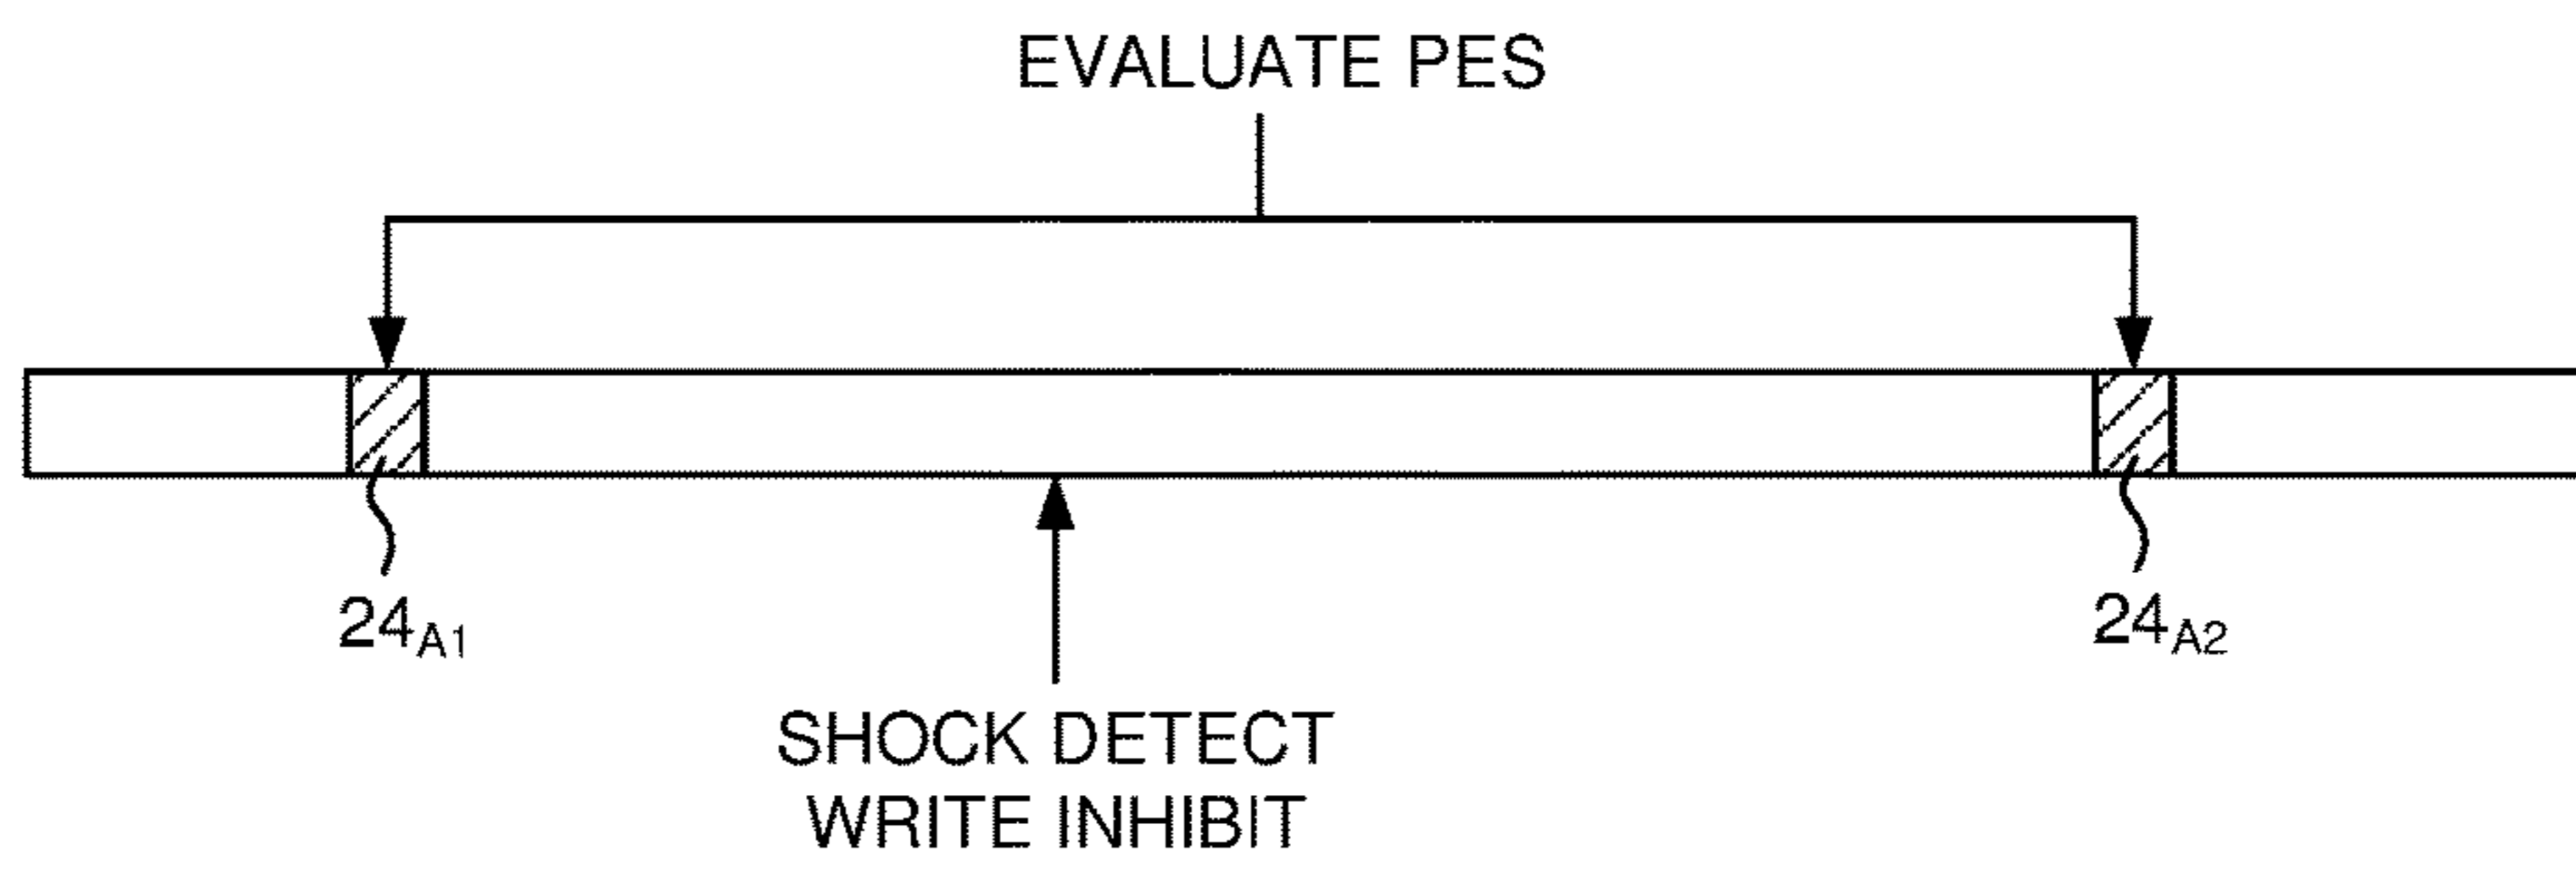 EVALUATE PES
24A1
24A2
SHOCK DETECT
WRITE INHIBIT